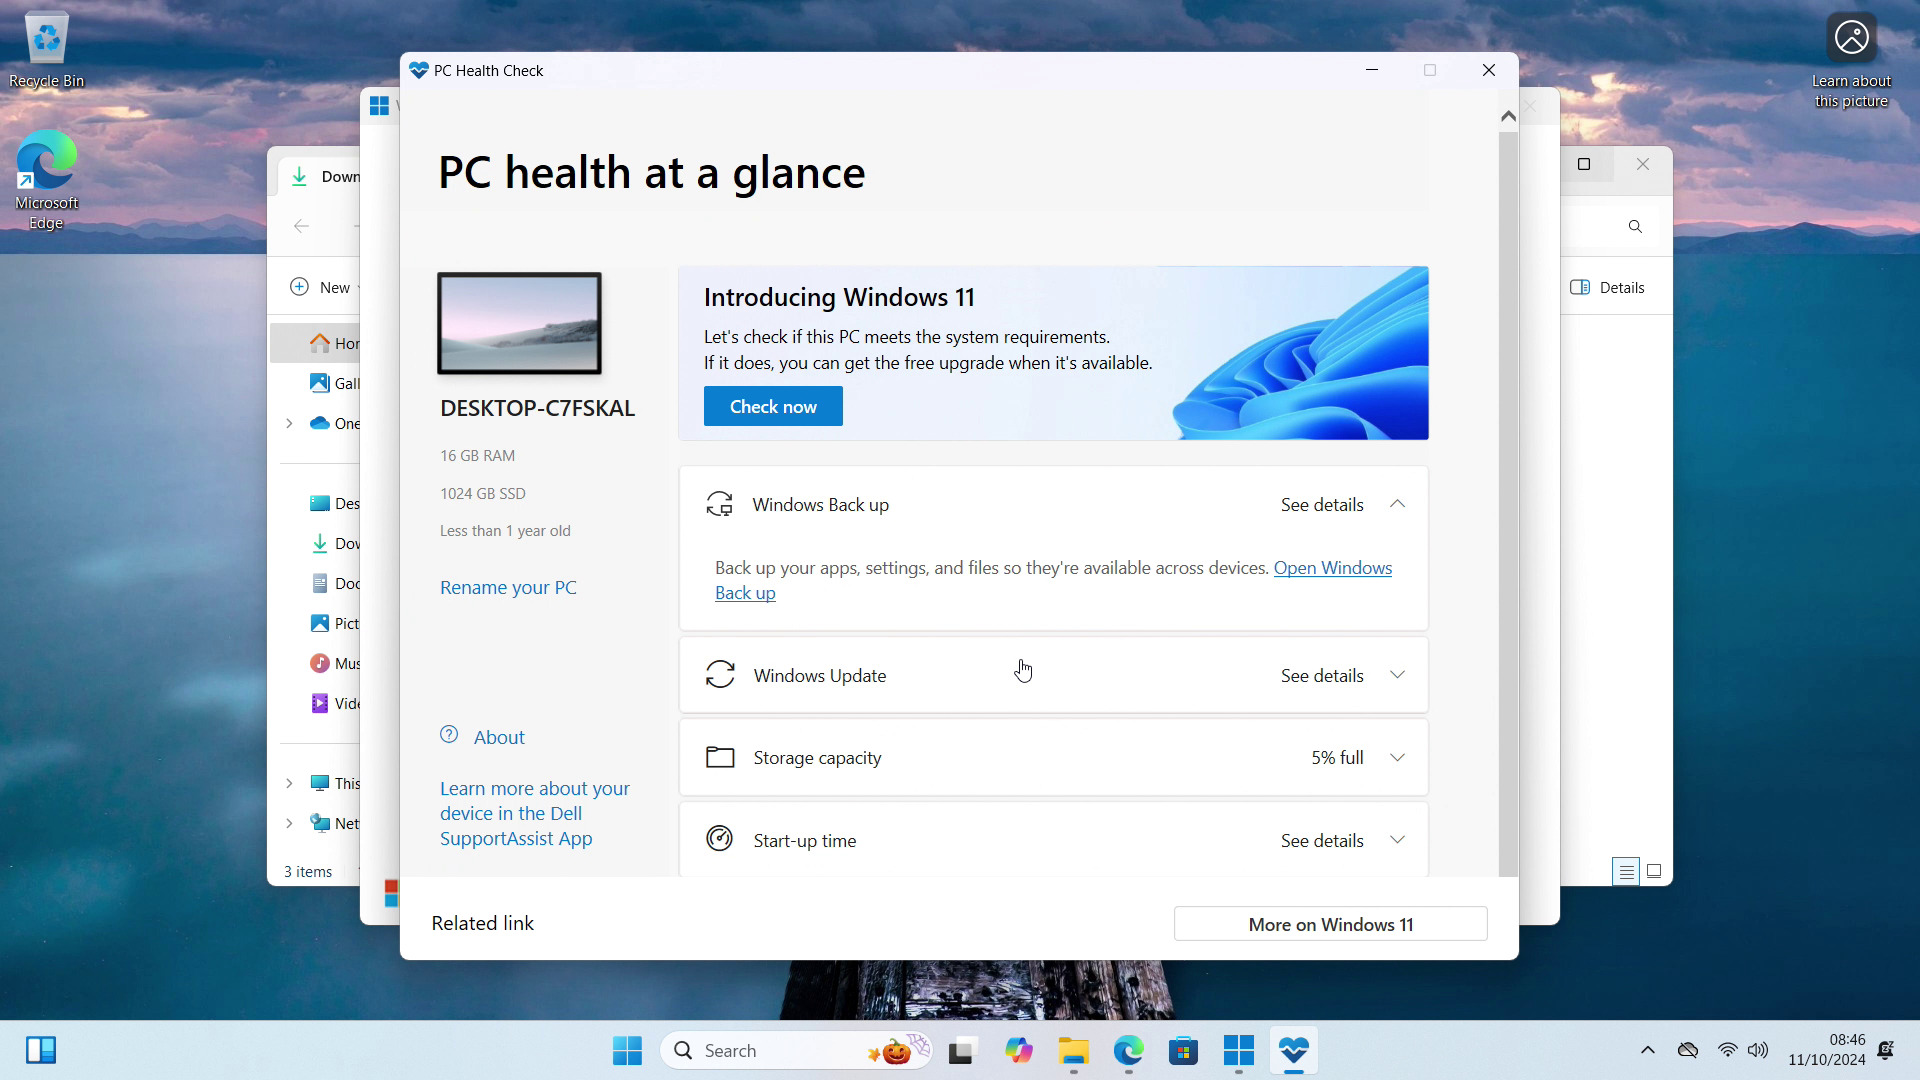 Recycle Bin
Microsoft
Edge
Learn about
this picture
PC Health Check
PC health at a glance
DESKTOP-C7FSKAL
16 GB RAM
1024 GB SSD
Less than 1 year old
Rename your PC
About
Learn more about your
device in the Dell
SupportAssist App
Introducing Windows 11
Let's check if this PC meets the system requirements.
If it does, you can get the free upgrade when it's available.
Check now
Windows Back up
See details
Back up your apps, settings, and files so they're available across devices. Open Windows
Back up
Windows Update
See details
Storage capacity
5% full
Start-up time
See details
Related link
More on Windows 11
Down
New
Hor
Gall
One
Des
Dov
Doc
Pict
Mus
Vide
This
Net
3 items
Details
Search
08:46
11/10/2024